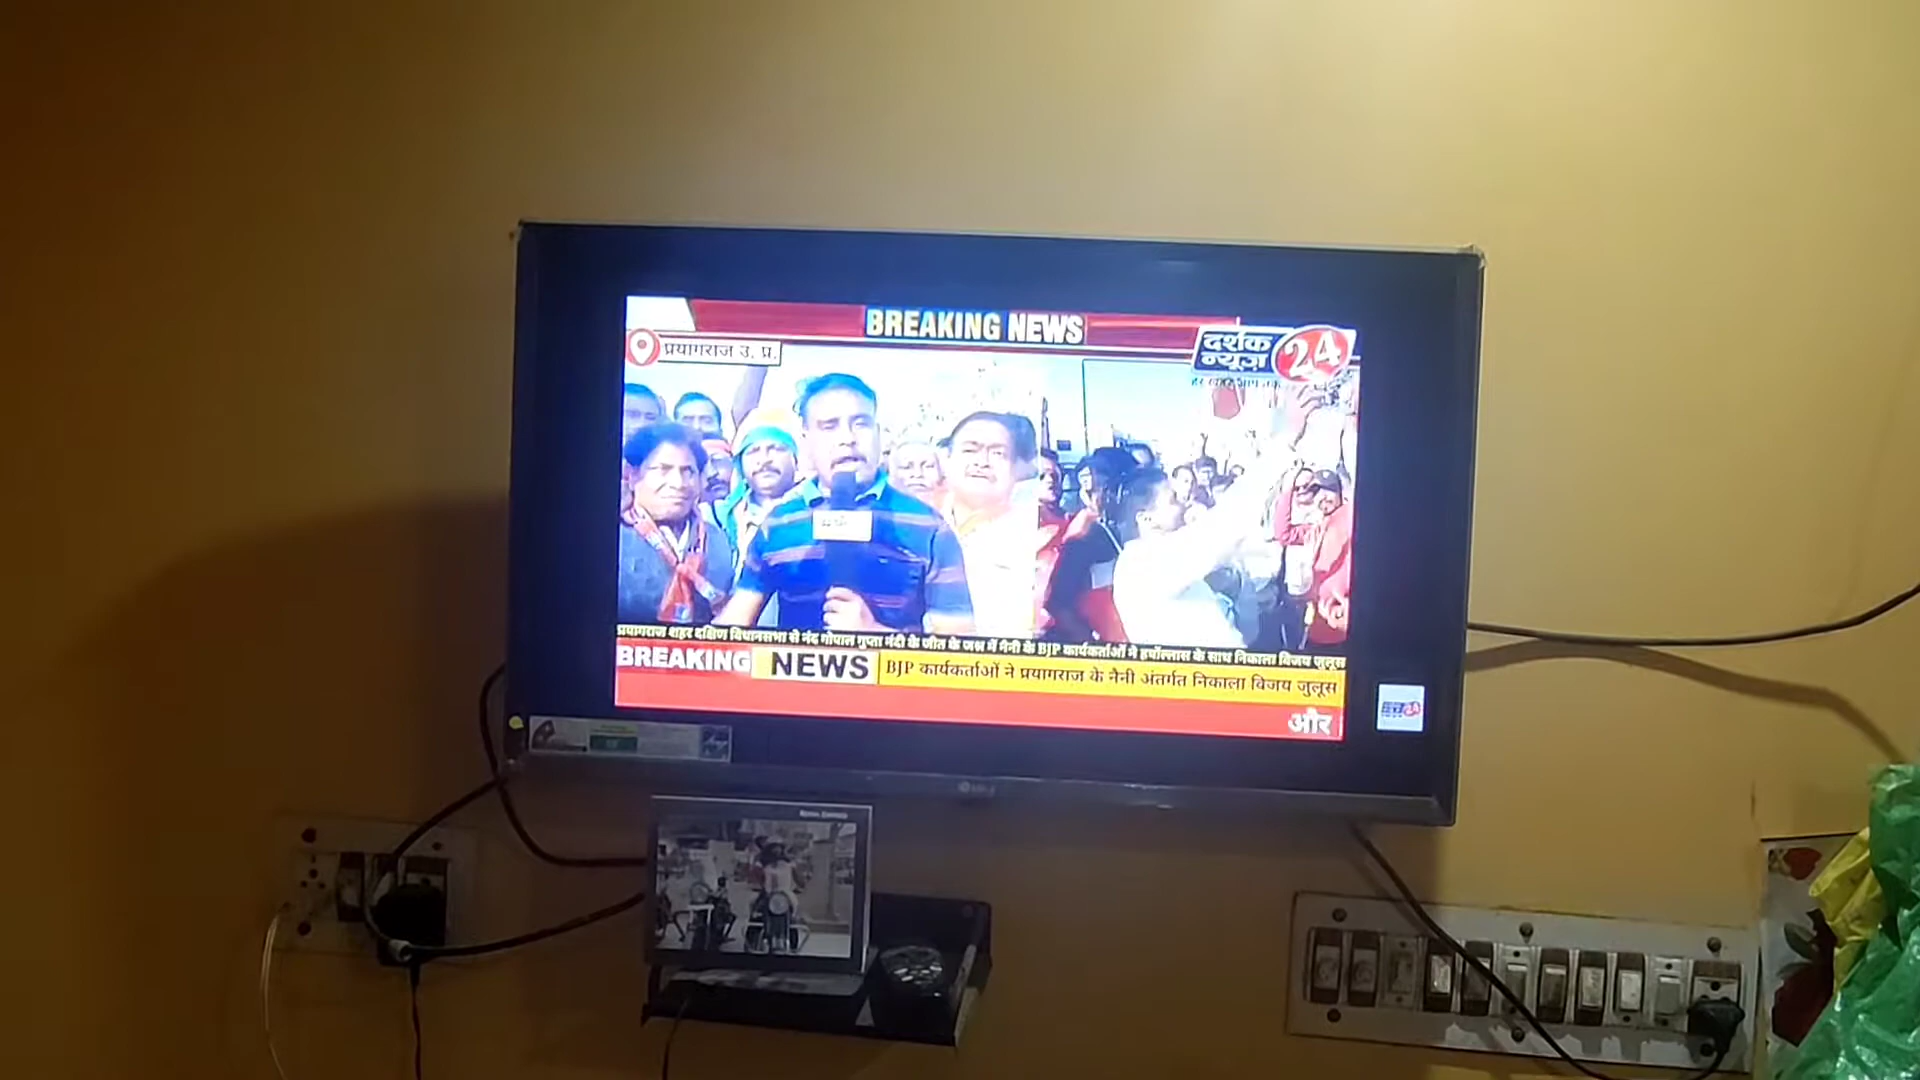 BREAKING NEWS
प्रयागराज उ. प्र.
दर्शक
न्यूज़
24
प्रयागराज शहर दक्षिण विधानसभा से नंद गोपाल गुप्ता नंदी के जीत के जश्न में नैनी के BJP कार्यकर्ताओं ने हर्षोल्लास के साथ निकाला विजय जुलूस
BREAKING NEWS
BJP कार्यकर्ताओं ने प्रयागराज के नैनी अंतर्गत निकाला विजय जुलूस
और
LG